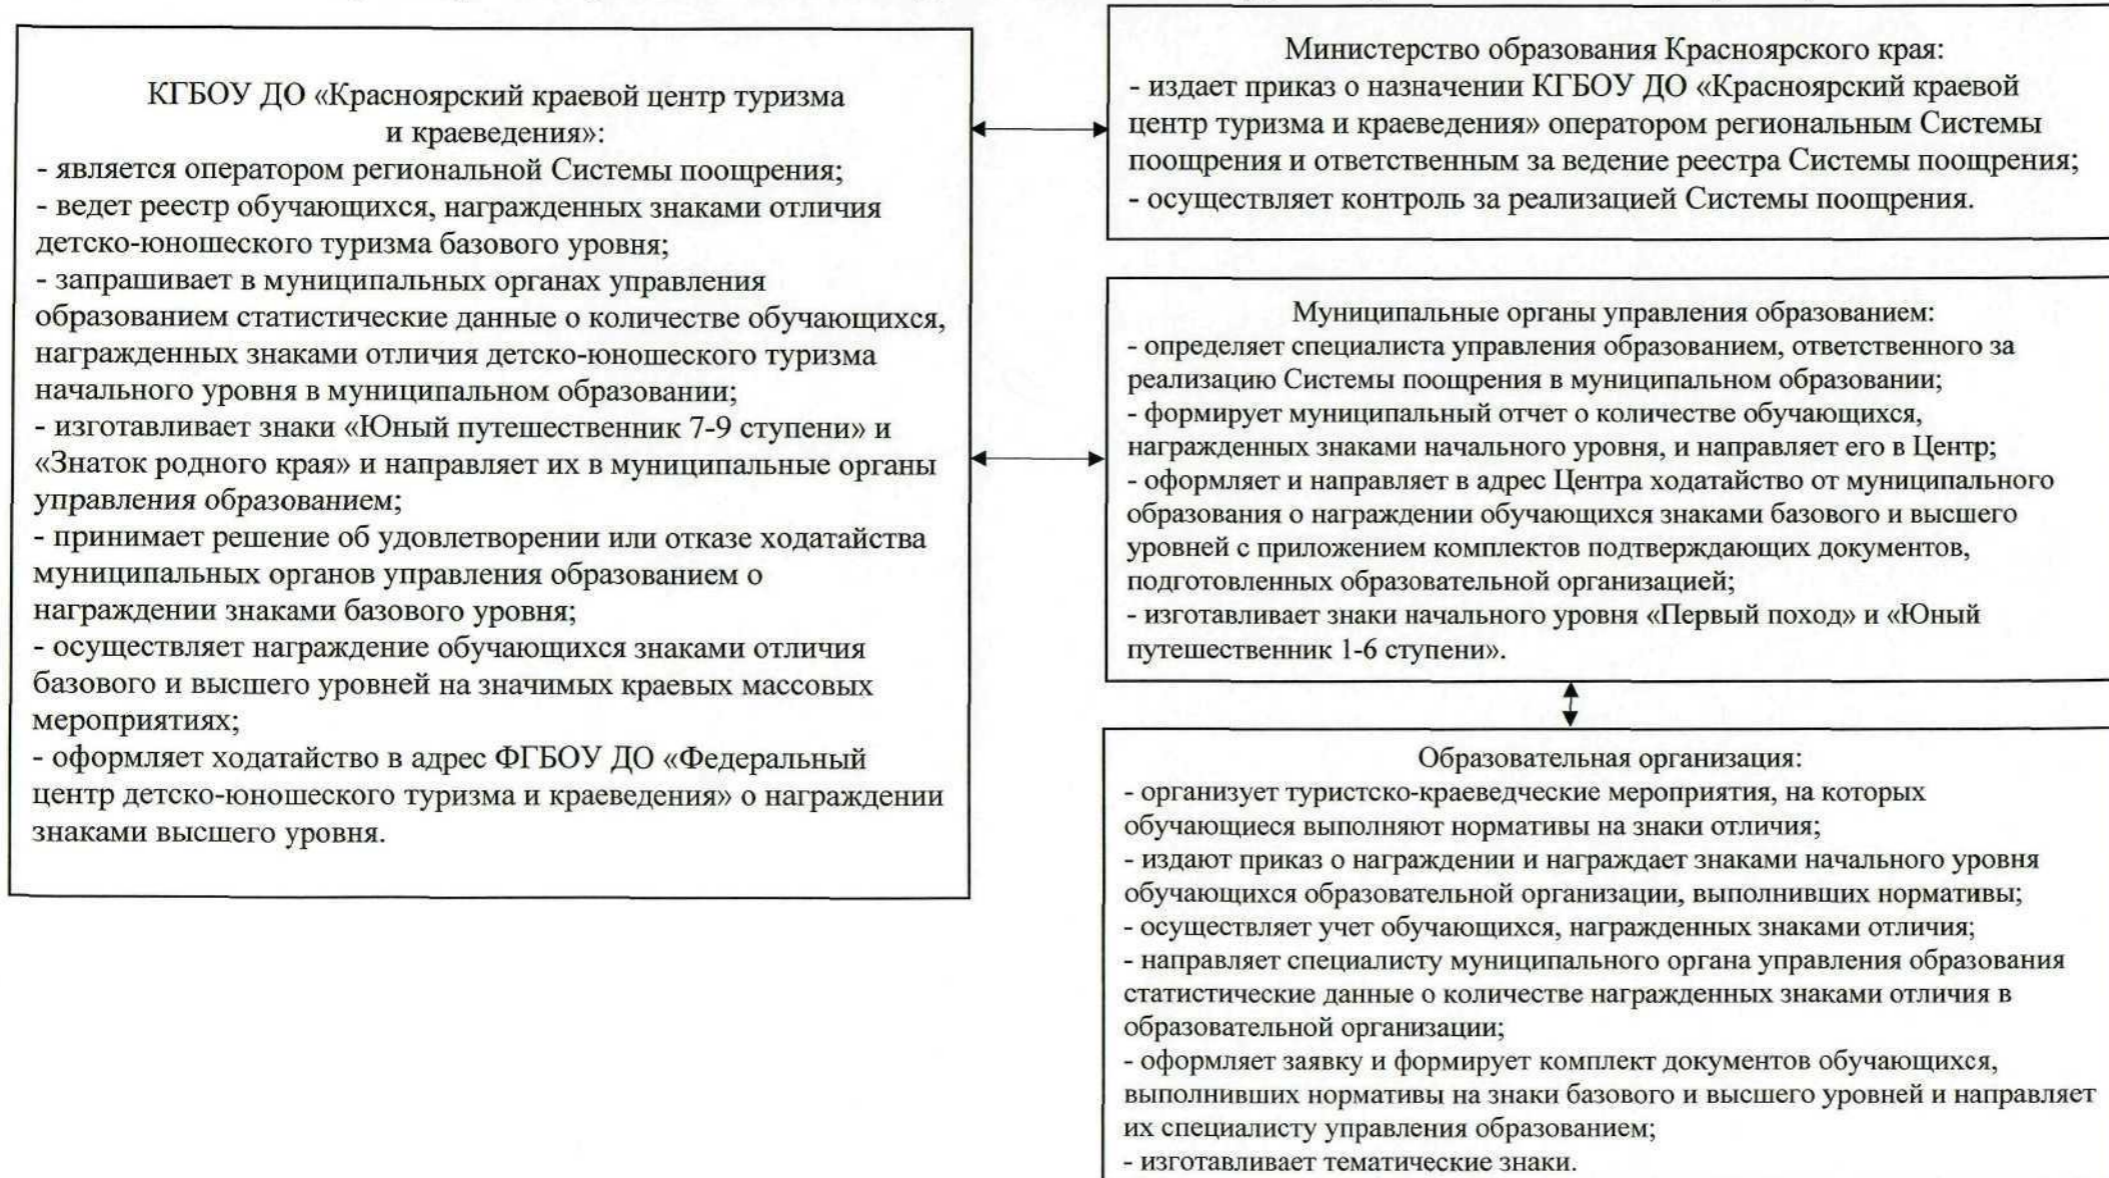 КГБОУ ДО «Красноярский краевой центр туризма
и краеведения»:
- является оператором региональной Системы поощрения;
- ведет реестр обучающихся, награжденных знаками отличия
детско-юношеского туризма базового уровня;
- запрашивает в муниципальных органах управления
образованием статистические данные о количестве обучающихся,
награжденных знаками отличия детско-юношеского туризма
начального уровня в муниципальном образовании;
- изготавливает знаки «Юный путешественник 7-9 ступени» и
«Знаток родного края» и направляет их в муниципальные органы
управления образованием;
- принимает решение об удовлетворении или отказе ходатайства
муниципальных органов управления образованием о
награждении знаками базового уровня;
- осуществляет награждение обучающихся знаками отличия
базового и высшего уровней на значимых краевых массовых
мероприятиях;
- оформляет ходатайство в адрес ФГБОУ ДО «Федеральный
центр детско-юношеского туризма и краеведения» о награждении
знаками высшего уровня.
Министерство образования Красноярского края:
- издает приказ о назначении КГБОУ ДО «Красноярский краевой
центр туризма и краеведения» оператором региональным Системы
поощрения и ответственным за ведение реестра Системы поощрения;
- осуществляет контроль за реализацией Системы поощрения.
Муниципальные органы управления образованием:
- определяет специалиста управления образованием, ответственного за
реализацию Системы поощрения в муниципальном образовании;
- формирует муниципальный отчет о количестве обучающихся,
награжденных знаками начального уровня, и направляет его в Центр;
- оформляет и направляет в адрес Центра ходатайство от муниципального
образования о награждении обучающихся знаками базового и высшего
уровней с приложением комплектов подтверждающих документов,
подготовленных образовательной организацией;
- изготавливает знаки начального уровня «Первый поход» и «Юный
путешественник 1-6 ступени».
Образовательная организация:
- организует туристско-краеведческие мероприятия, на которых
обучающиеся выполняют нормативы на знаки отличия;
- издают приказ о награждении и награждает знаками начального уровня
обучающихся образовательной организации, выполнивших нормативы;
- осуществляет учет обучающихся, награжденных знаками отличия;
- направляет специалисту муниципального органа управления образования
статистические данные о количестве награжденных знаками отличия в
образовательной организации;
- оформляет заявку и формирует комплект документов обучающихся,
выполнивших нормативы на знаки базового и высшего уровней и направляет
их специалисту управления образованием;
- изготавливает тематические знаки.